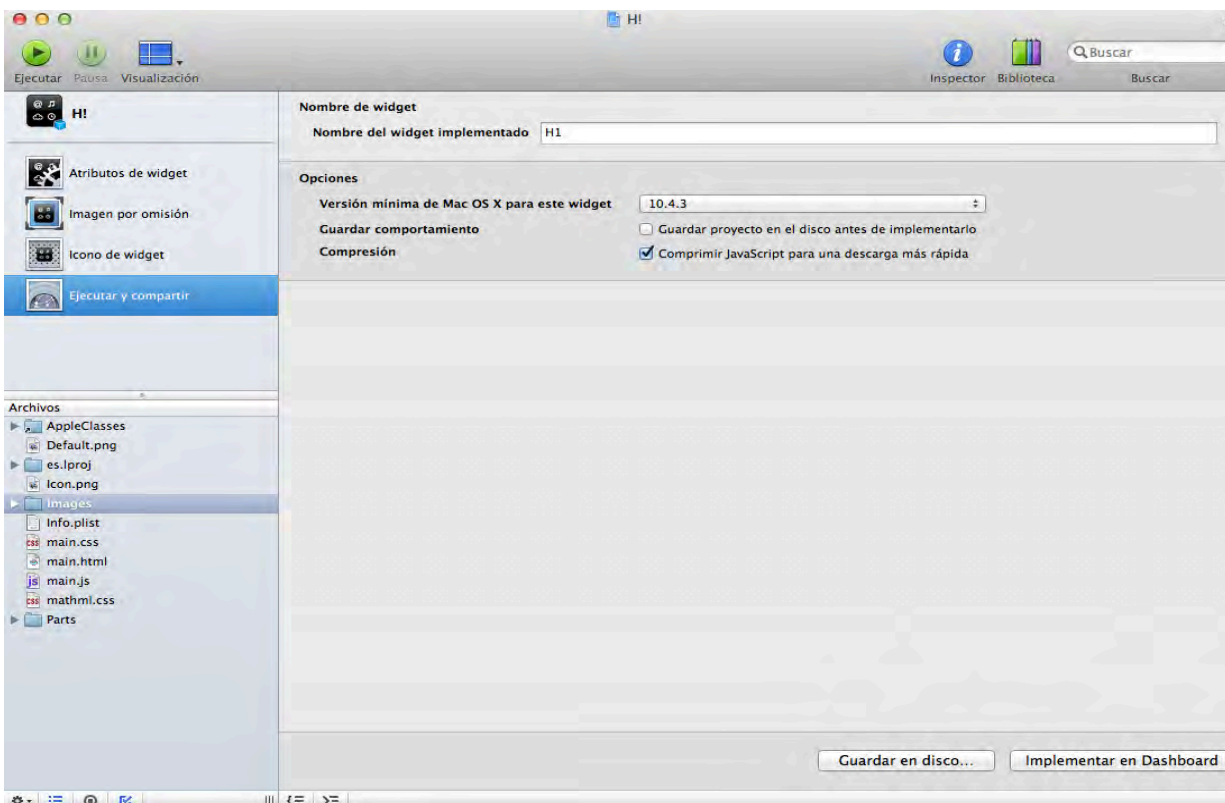 H!
Ejecutar Pausa Visualización
Inspector Biblioteca
Buscar
Buscar
H!
Atributos de widget
Imagen por omisión
Icono de widget
Ejecutar y compartir
Archivos
AppleClasses
Default.png
es.lproj
Icon.png
Images
Info.plist
main.css
main.html
main.js
mathml.css
Parts
Nombre de widget
Nombre del widget implementado H1
Opciones
Versión mínima de Mac OS X para este widget 10.4.3
Guardar comportamiento Guardar proyecto en el disco antes de implementarlo
Compresión Comprimir JavaScript para una descarga más rápida
Guardar en disco... Implementar en Dashboard